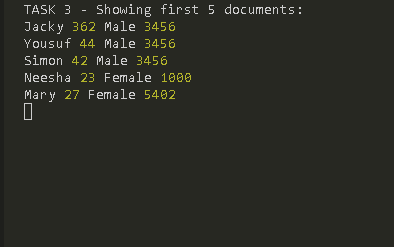 TASK 3 - Showing first 5 documents:
Jacky 362 Male 3456
Yousuf 44 Male 3456
Simon 42 Male 3456
Neesha 23 Female 1000
Mary 27 Female 5402